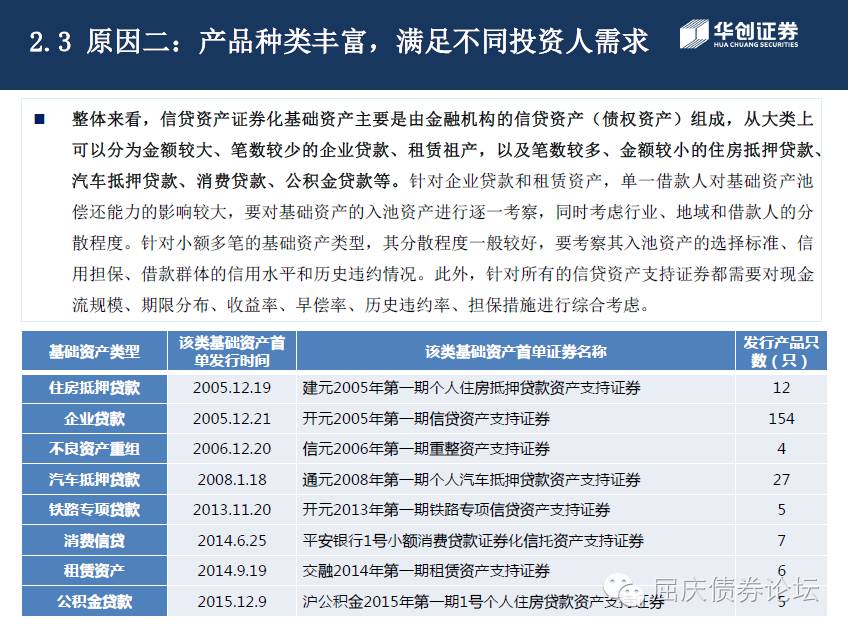 2.3 原因二：产品种类丰富，满足不同投资人需求
华创证券
HUA CHUANG SECURITIES
整体来看，信贷资产证券化基础资产主要是由金融机构的信贷资产（债权资产）组成，从大类上
可以分为金额较大、笔数较少的企业贷款、租赁祖产，以及笔数较多、金额较小的住房抵押贷款、
汽车抵押贷款、消费贷款、公积金贷款等。针对企业贷款和租赁资产，单一借款人对基础资产池
偿还能力的影响较大，要对基础资产的入池资产进行逐一考察，同时考虑行业、地域和借款人的分
散程度。针对小额多笔的基础资产类型，其分散程度一般较好，要考察其入池资产的选择标准、信
用担保、借款群体的信用水平和历史违约情况。此外，针对所有的信贷资产支持证券都需要对现金
流规模、期限分布、收益率、早偿率、历史违约率、担保措施进行综合考虑。
基础资产类型 该类基础资产首单发行时间 该类基础资产首单证券名称 发行产品只数（只）
住房抵押贷款 2005.12.19 建元2005年第一期个人住房抵押贷款资产支持证券 12
企业贷款 2005.12.21 开元2005年第一期信贷资产支持证券 154
不良资产重组 2006.12.20 信元2006年第一期重整资产支持证券 4
汽车抵押贷款 2008.1.18 通元2008年第一期个人汽车抵押贷款资产支持证券 27
铁路专项贷款 2013.11.20 开元2013年第一期铁路专项信贷资产支持证券 5
消费信贷 2014.6.25 平安银行1号小额消费贷款证券化信托资产支持证券 7
租赁资产 2014.9.19 交融2014年第一期租赁资产支持证券 6
公积金贷款 2015.12.9 沪公积金2015年第一期1号个人住房贷款资产支持证券 5
屈庆债券论坛